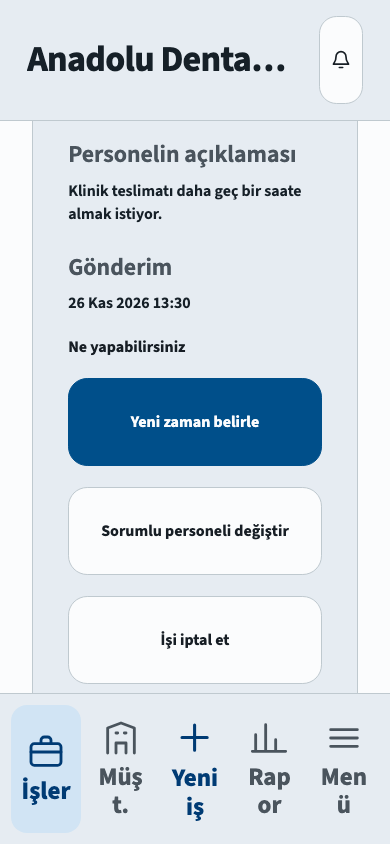 Anadolu Denta...
Personelin açıklaması
Klinik teslimatı daha geç bir saate
almak istiyor.
Gönderim
26 Kas 2026 13:30
Ne yapabilirsiniz
Yeni zaman belirle
Sorumlu personeli değiştir
İşi iptal et
İşler
Müş
t.
Yeni
iş
Rap
or
Men
ü